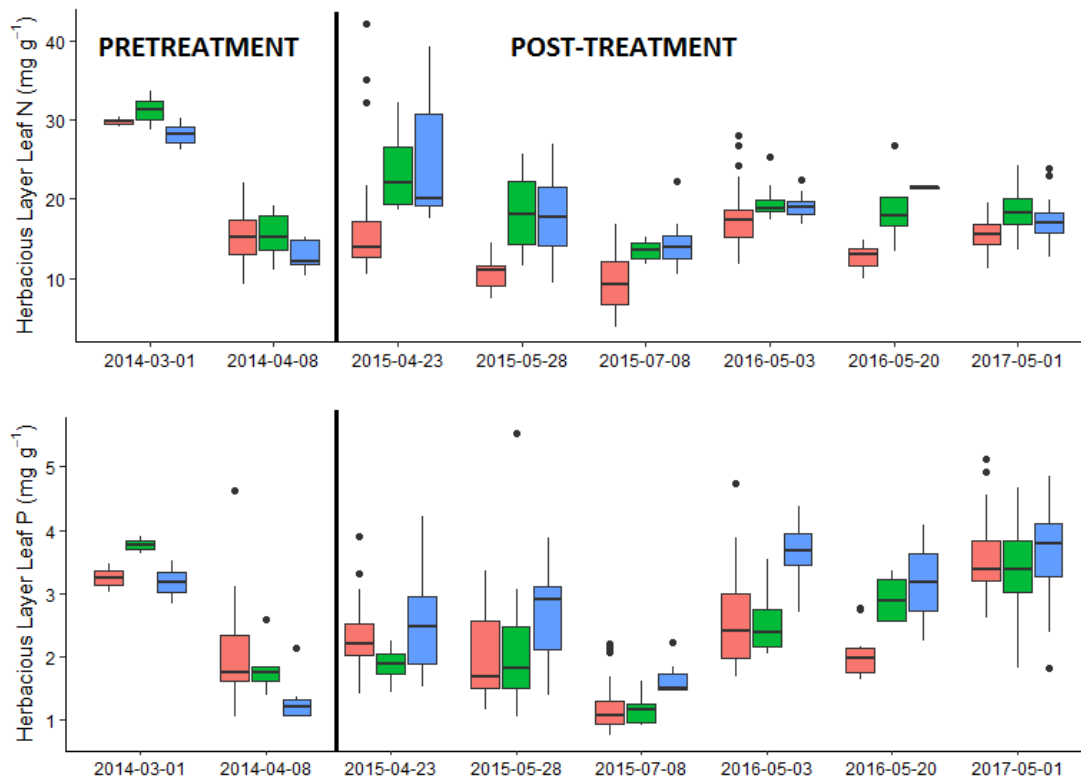 Herbacious Layer Leaf N (mg g⁻¹)
PRETREATMENT
POST-TREATMENT
40
30
20
10
2014-03-01 2014-04-08 2015-04-23 2015-05-28 2015-07-08 2016-05-03 2016-05-20 2017-05-01
Herbacious Layer Leaf P (mg g⁻¹)
5
4
3
2
1
2014-03-01 2014-04-08 2015-04-23 2015-05-28 2015-07-08 2016-05-03 2016-05-20 2017-05-01